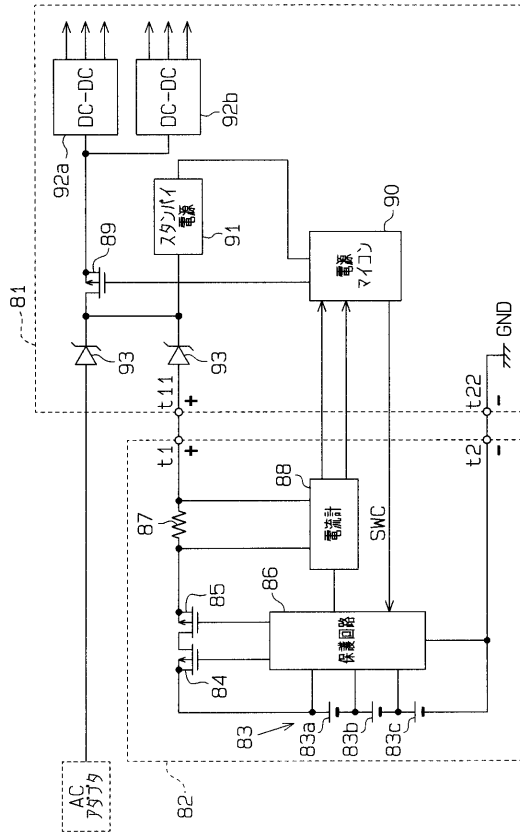 81
92a
DC-DC
DC-DC
92b
89
スタンバイ
電源
91
90
電源
マイコン
93
93
t11
+
t22
−
GND
t1
+
t2
−
87
88
電流計
SWC
85
84
86
保護回路
83
83a
83b
83c
82
AC
アダプタ